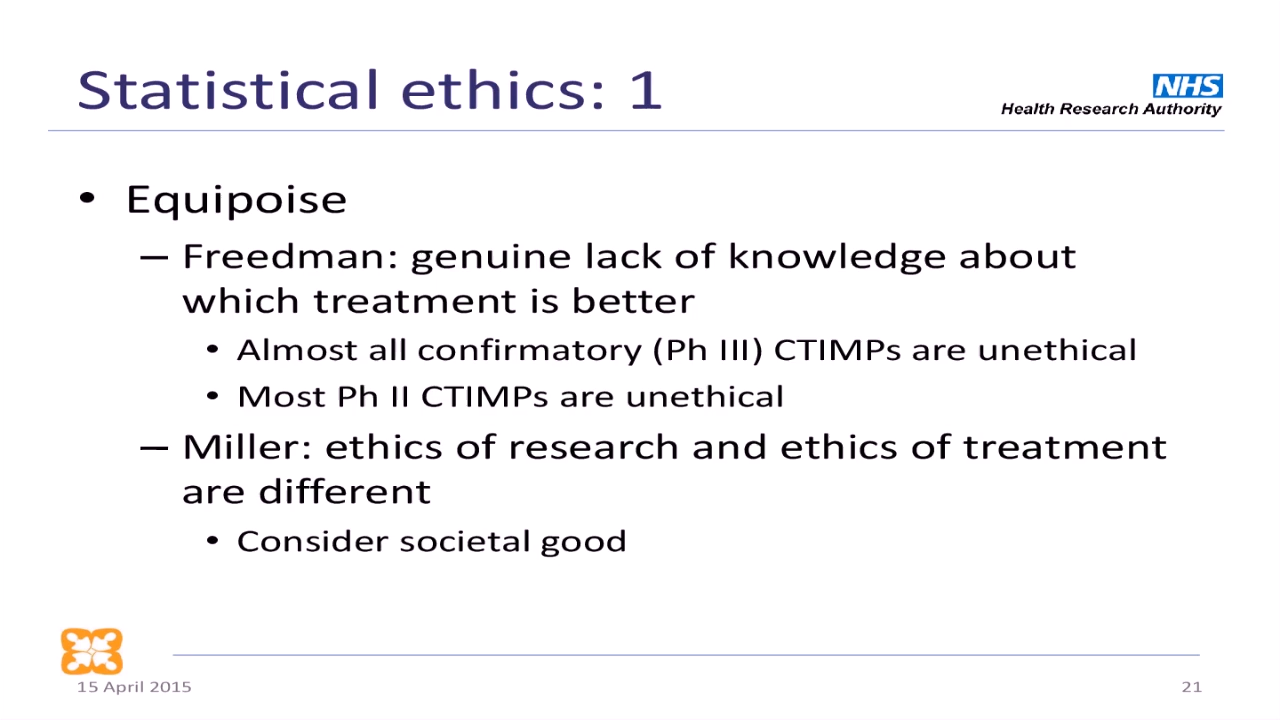 Statistical ethics: 1
NHS
Health Research Authority
• Equipoise
– Freedman: genuine lack of knowledge about
which treatment is better
• Almost all confirmatory (Ph III) CTIMPs are unethical
• Most Ph II CTIMPs are unethical
– Miller: ethics of research and ethics of treatment
are different
• Consider societal good
15 April 2015
21